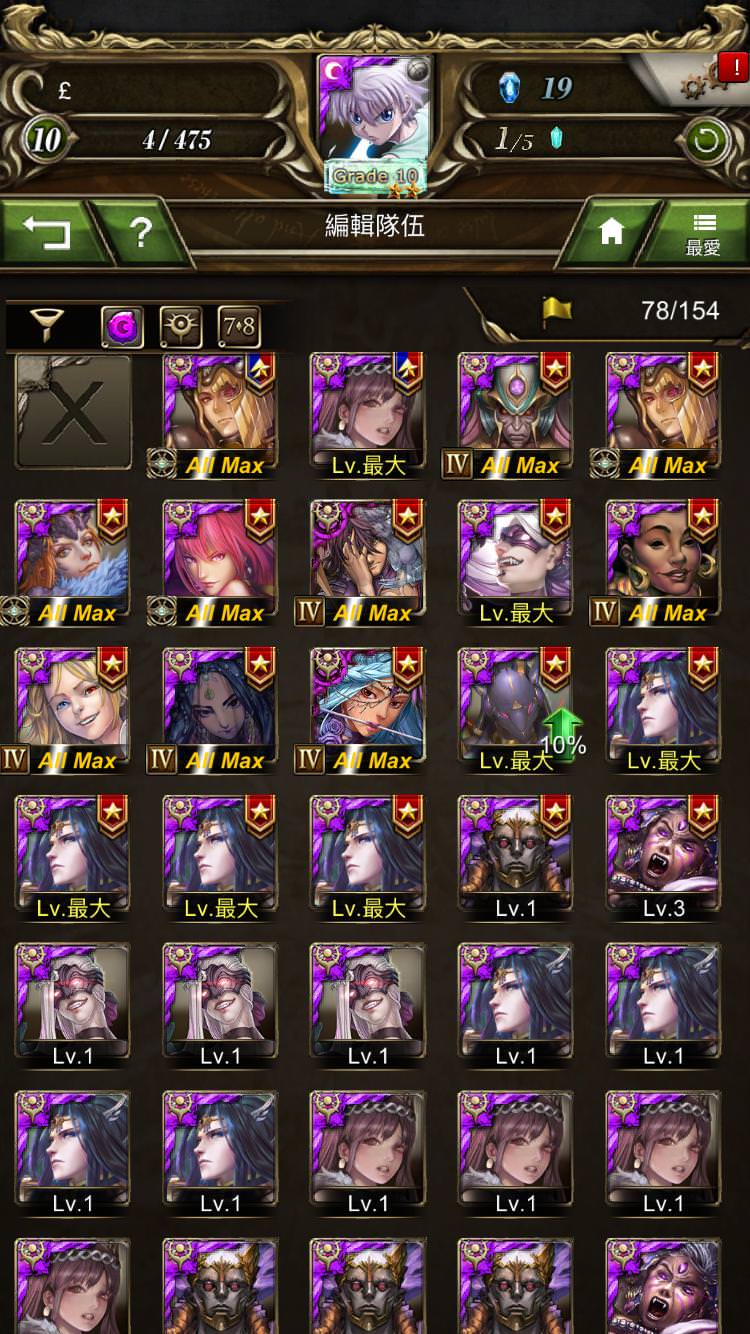 £ 19
10 4/475 1/5
Grade 10
? 編輯隊伍 最愛
7•8 78/154
X All Max Lv.最大 IV All Max All Max
All Max All Max IV All Max Lv.最大 IV All Max
IV All Max IV All Max IV All Max 10% Lv.最大 Lv.最大
Lv.最大 Lv.最大 Lv.最大 Lv.1 Lv.3
Lv.1 Lv.1 Lv.1 Lv.1 Lv.1
Lv.1 Lv.1 Lv.1 Lv.1 Lv.1